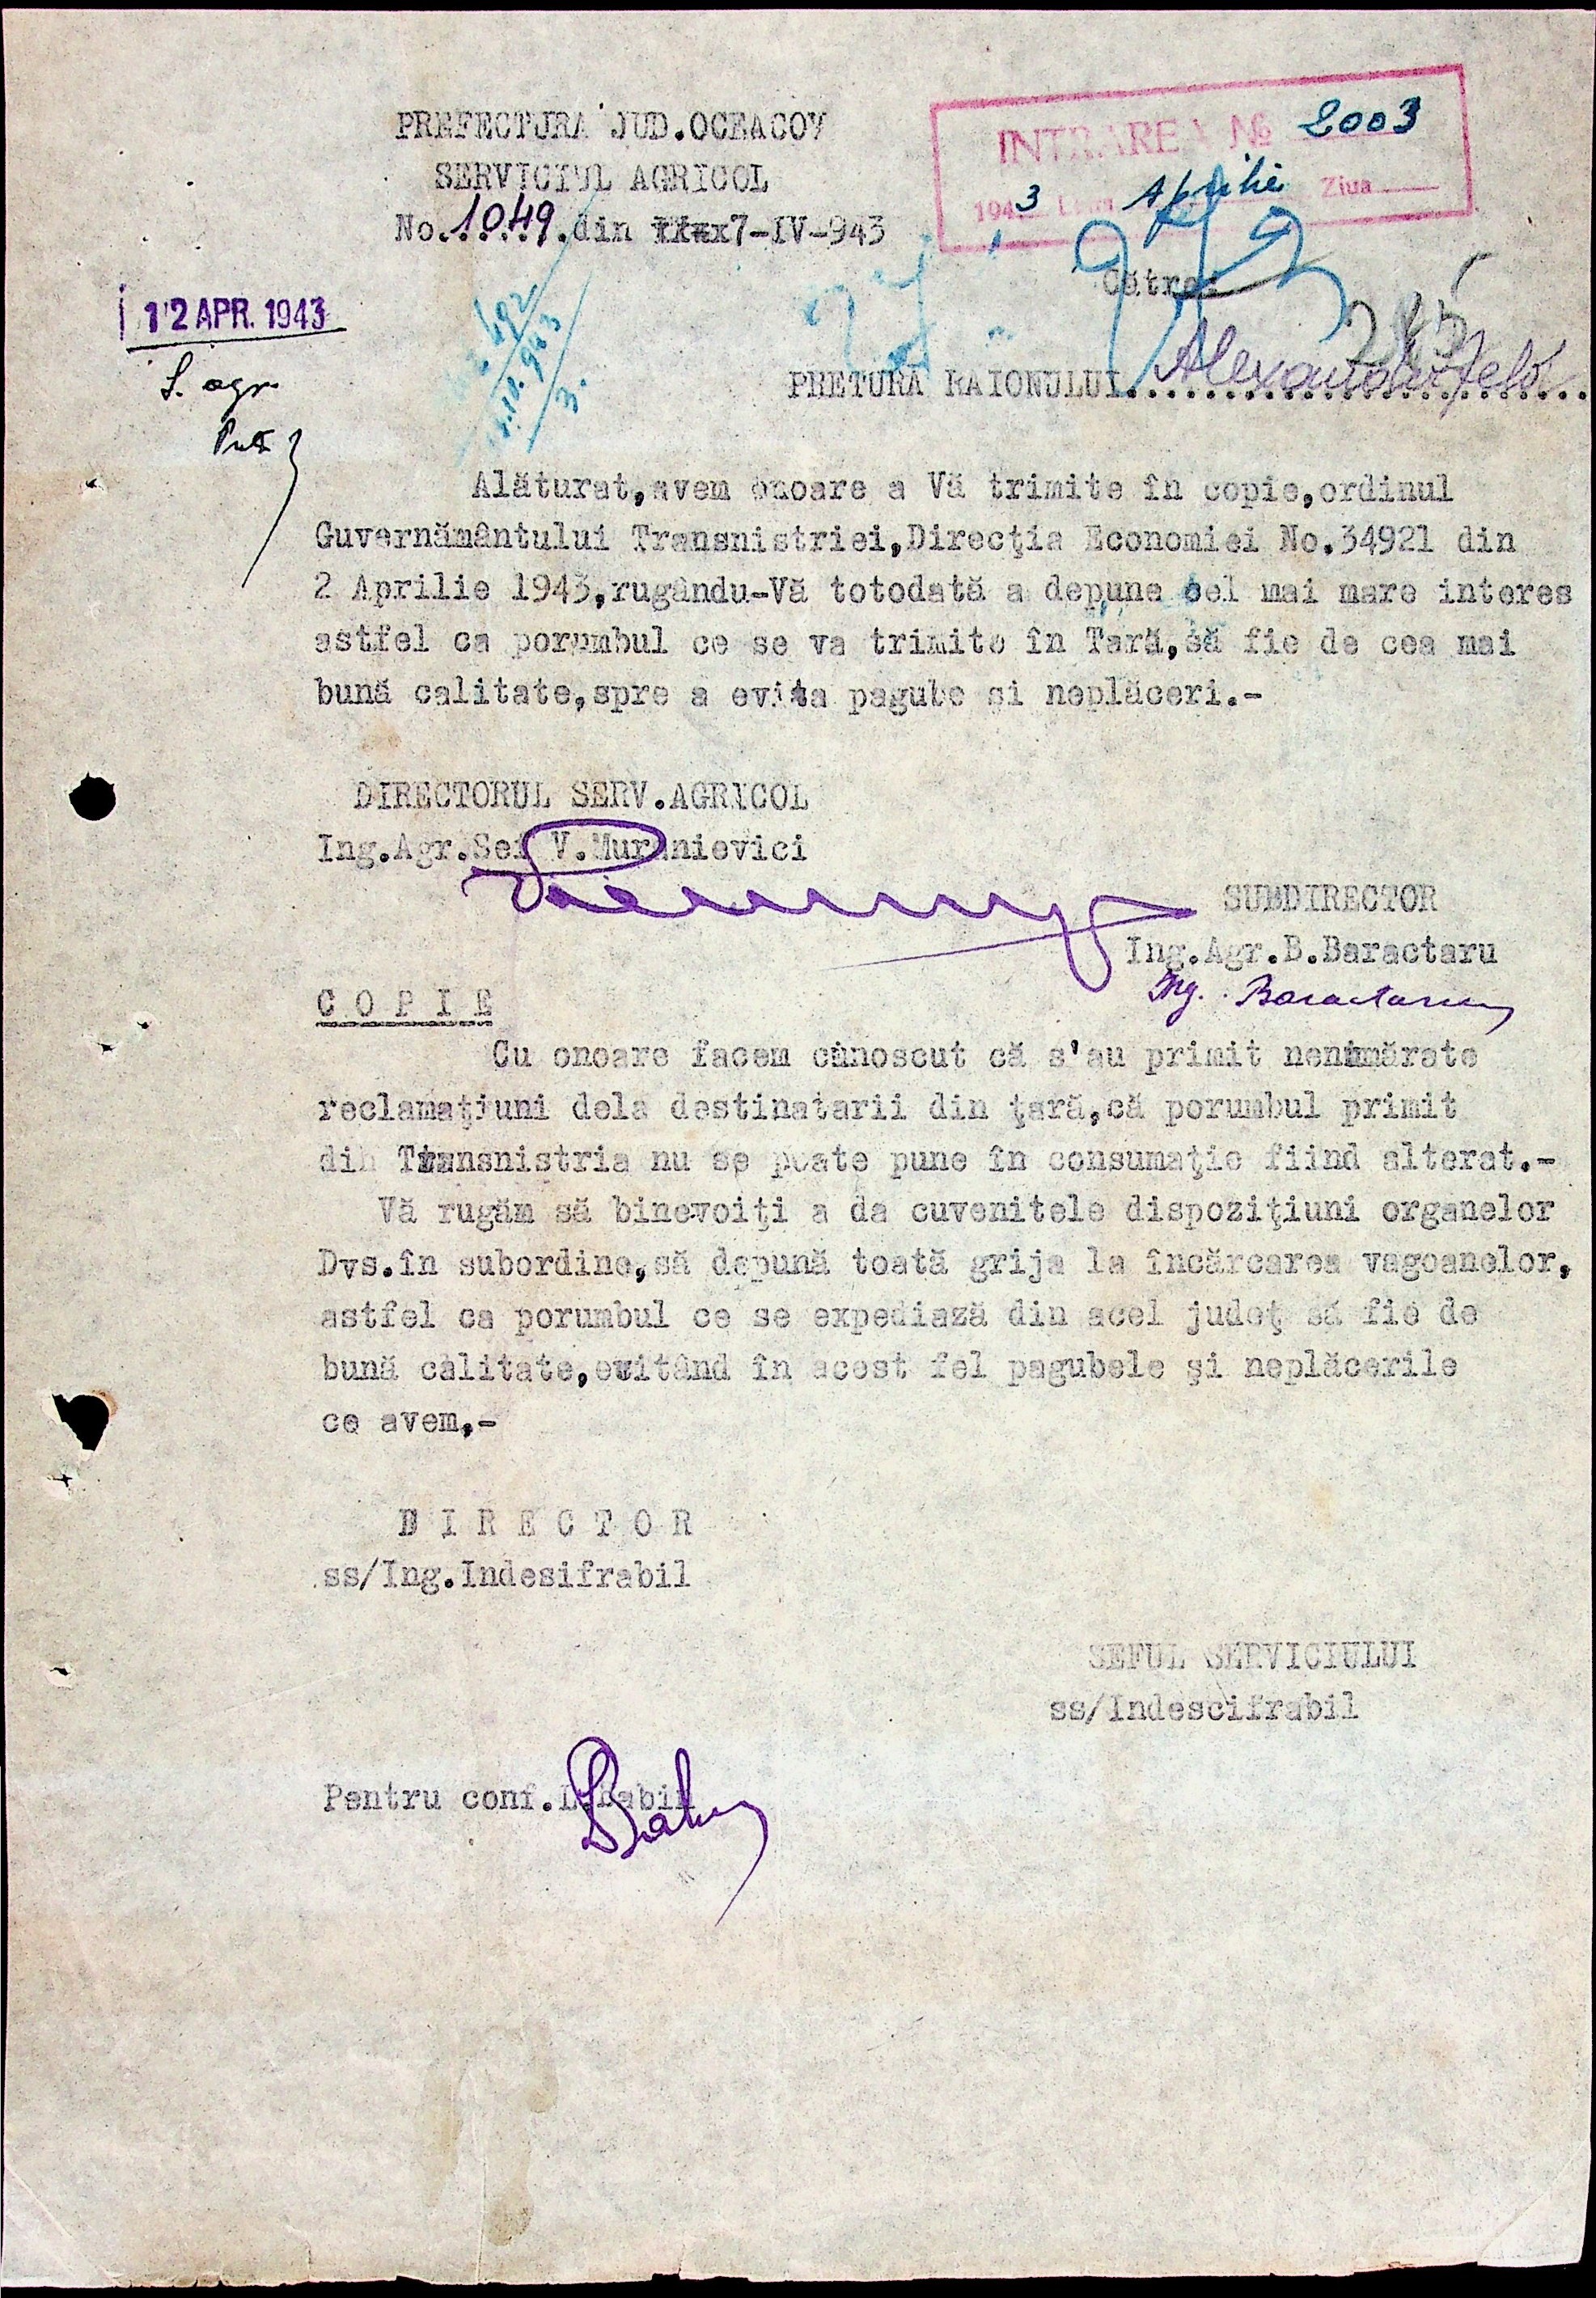 PREFECTURA JUD.OCEACOV
SERVICIUL AGRICOL
No.1049.din 7-IV-943
INTRAREA No 2003
1943 Aprilie Ziua
12 APR. 1943
S. agr.
Către
PRETURA RAIONULUI Alexanderfeld
Alăturat,avem onoare a Vă trimite în copie,ordinul
Guvernământului Transnistriei,Direcţia Economiei No.34921 din
2 Aprilie 1943,rugându-Vă totodată a depune cel mai mare interes
astfel ca porumbul ce se va trimite în Tară,să fie de cea mai
bună calitate,spre a evita pagube si neplăceri.-
DIRECTORUL SERV.AGRICOL
Ing.Agr.Sef V.Muranievici
SUBDIRECTOR
Ing.Agr.B.Baractaru
Ing. Baractaru
C O P I E
Cu onoare facem cunoscut că s'au primit nenumărate
reclamaţiuni dela destinatarii din ţară,că porumbul primit
din Transnistria nu se poate pune în consumaţie fiind alterat.-
Vă rugăm să binevoiţi a da cuvenitele dispoziţiuni organelor
Dvs.în subordine,să depună toată grija la încărcarea vagoanelor,
astfel ca porumbul ce se expediază din acel judeţ să fie de
bună calitate,evitând în acest fel pagubele şi neplăcerile
ce avem,-
D I R E C T O R
ss/Ing.Indesifrabil
SEFUL SERVICIULUI
ss/Indescifrabil
Pentru conf.